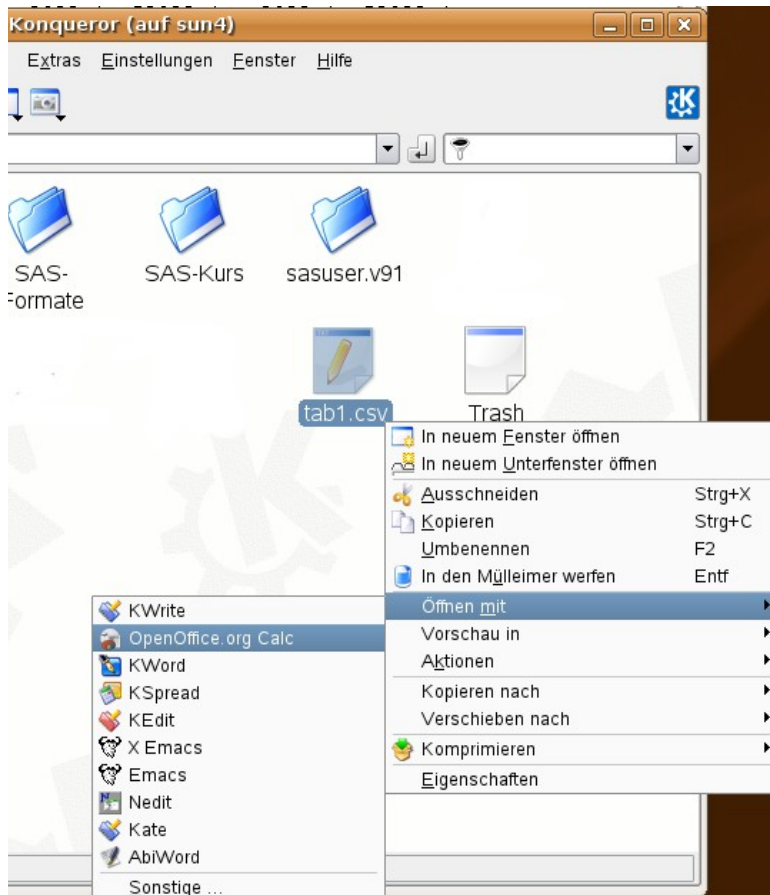 Konqueror (auf sun4)
Extras Einstellungen Fenster Hilfe
SAS-
Formate
SAS-Kurs
sasuser.v91
tab1.csv
Trash
In neuem Fenster öffnen
In neuem Unterfenster öffnen
Ausschneiden Strg+X
Kopieren Strg+C
Umbenennen F2
In den Mülleimer werfen Entf
Öffnen mit
Vorschau in
Aktionen
Kopieren nach
Verschieben nach
Komprimieren
Eigenschaften
KWrite
OpenOffice.org Calc
KWord
KSpread
KEdit
X Emacs
Emacs
Nedit
Kate
AbiWord
Sonstige ...